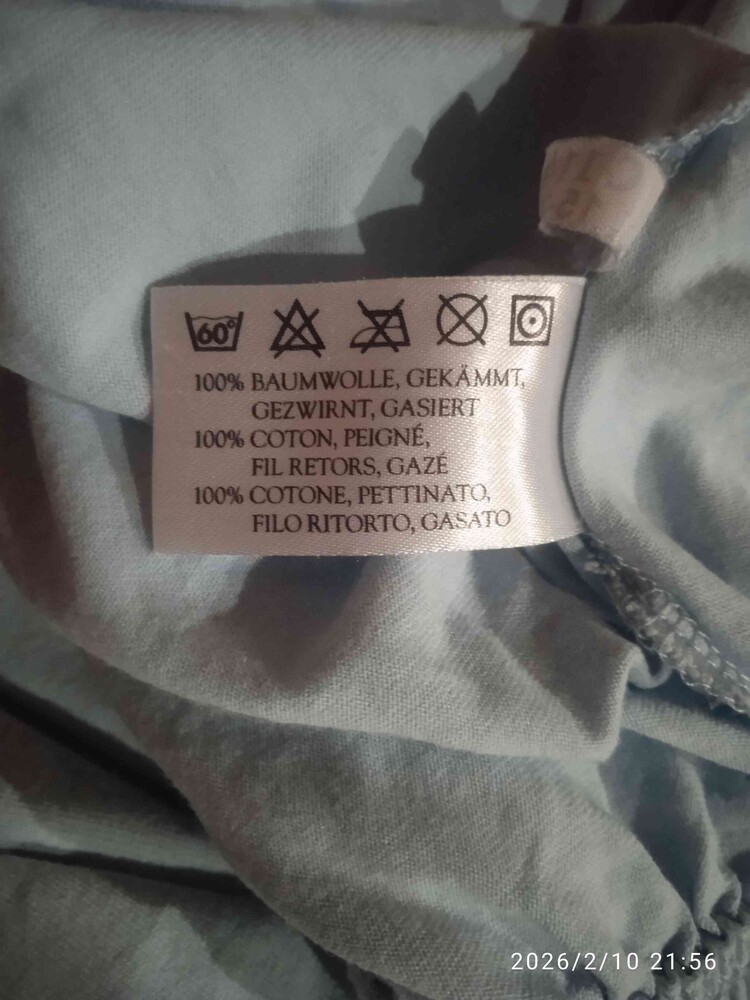 60°
100% BAUMWOLLE, GEKÄMMT,
GEZWIRNT, GASIERT
100% COTON, PEIGNÉ,
FIL RETORS, GAZÉ
100% COTONE, PETTINATO,
FILO RITORTO, GASATO
2026/2/10 21:56